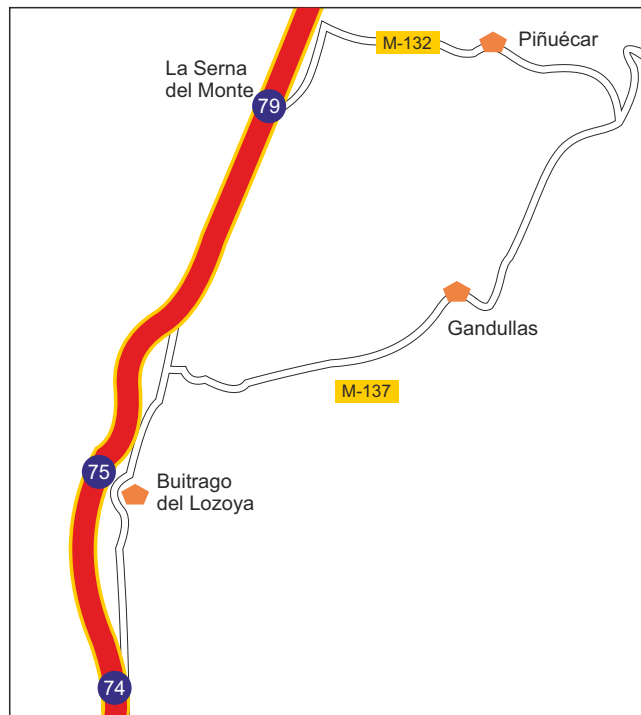 M-132
Piñuécar
La Serna
del Monte
79
Gandullas
M-137
75
Buitrago
del Lozoya
74